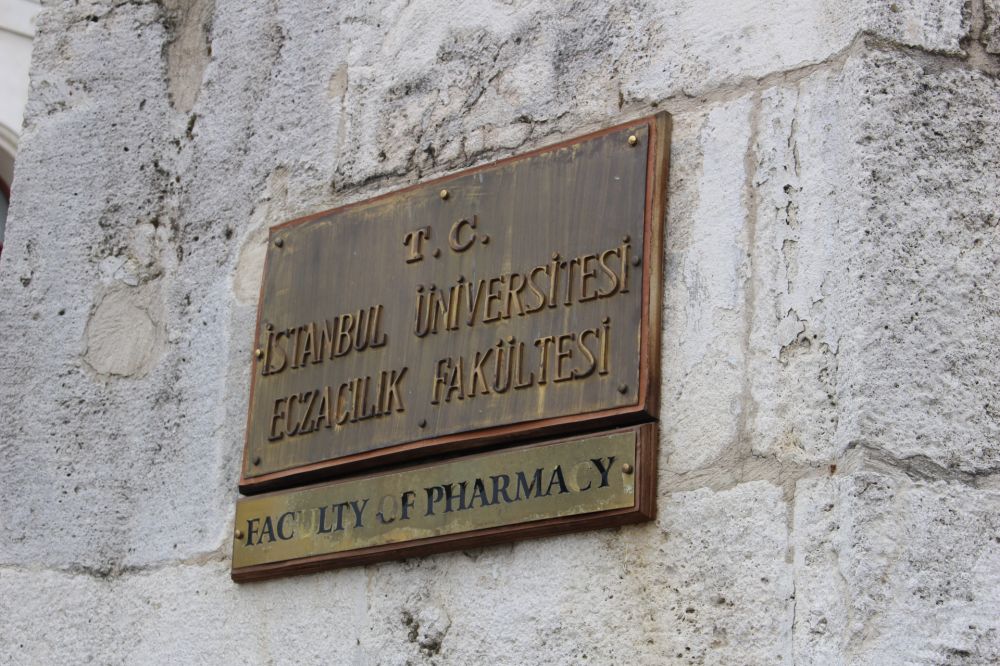 T.C.
İSTANBUL ÜNİVERSİTESİ
ECZACILIK FAKÜLTESİ
FACULTY OF PHARMACY